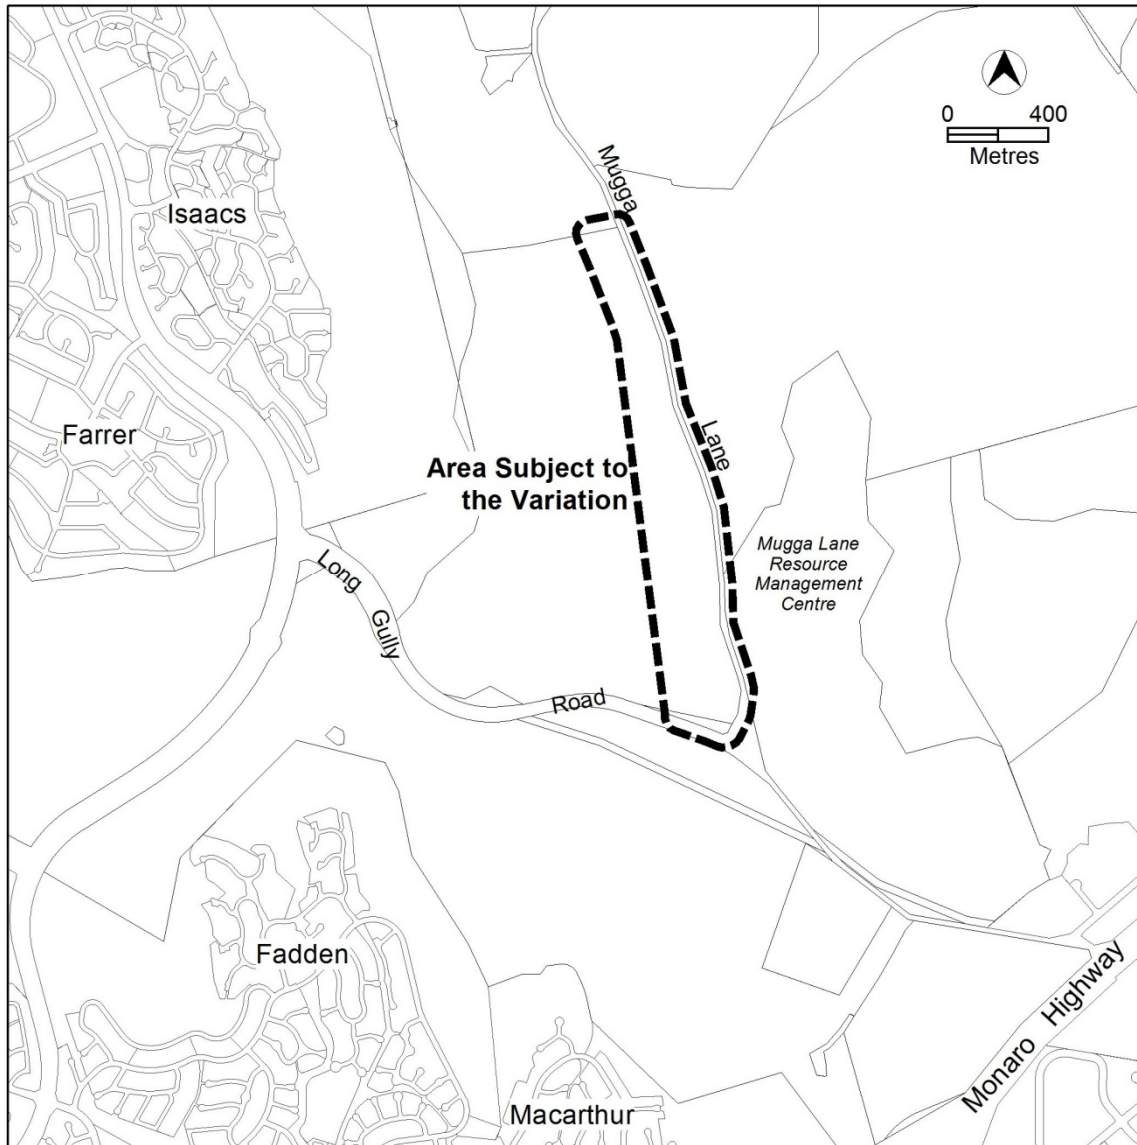 0 400
Metres
Mugga
Isaacs
Farrer
Lane
Area Subject to
the Variation
Mugga Lane
Resource
Management
Centre
Long
Gully
Road
Fadden
Monaro Highway
Macarthur